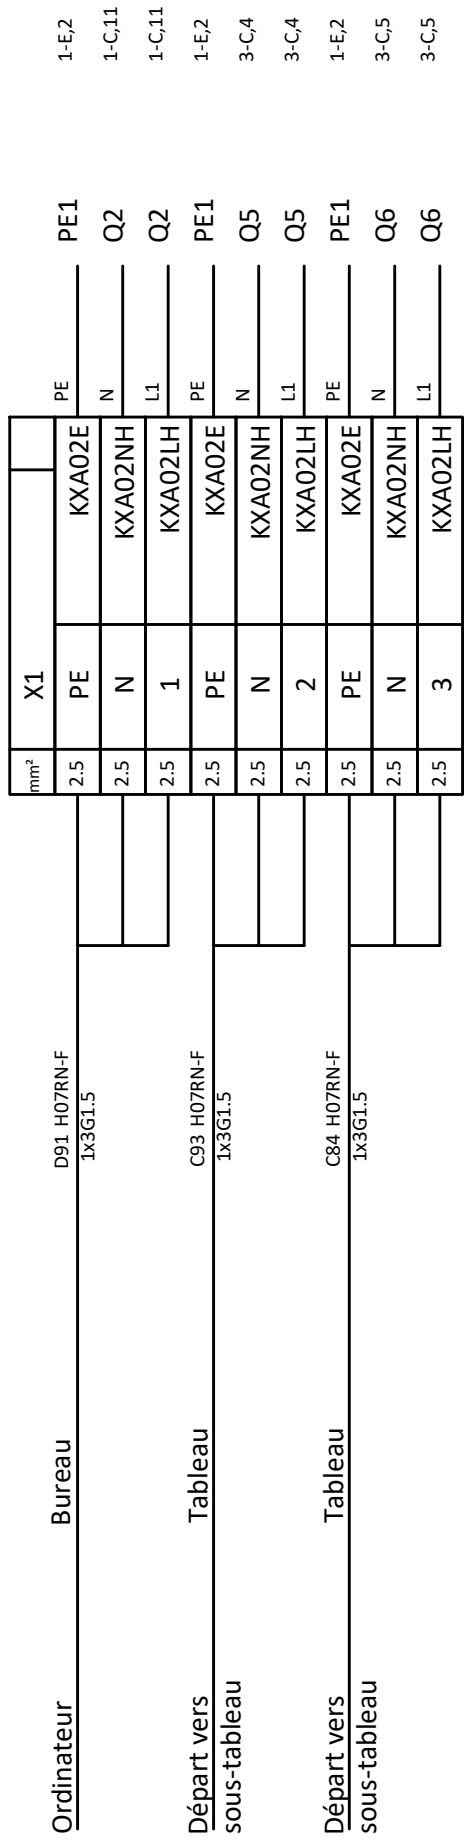 mm² X1
Ordinateur Bureau D91 H07RN-F 2.5 PE KXA02E PE PE1 1-E,2
1x3G1.5
2.5 N KXA02NH N Q2 1-C,11
2.5 1 KXA02LH L1 Q2 1-C,11
Départ vers Tableau C93 H07RN-F 2.5 PE KXA02E PE PE1 1-E,2
sous-tableau 1x3G1.5
2.5 N KXA02NH N Q5 3-C,4
2.5 2 KXA02LH L1 Q5 3-C,4
Départ vers Tableau C84 H07RN-F 2.5 PE KXA02E PE PE1 1-E,2
sous-tableau 1x3G1.5
2.5 N KXA02NH N Q6 3-C,5
2.5 3 KXA02LH L1 Q6 3-C,5